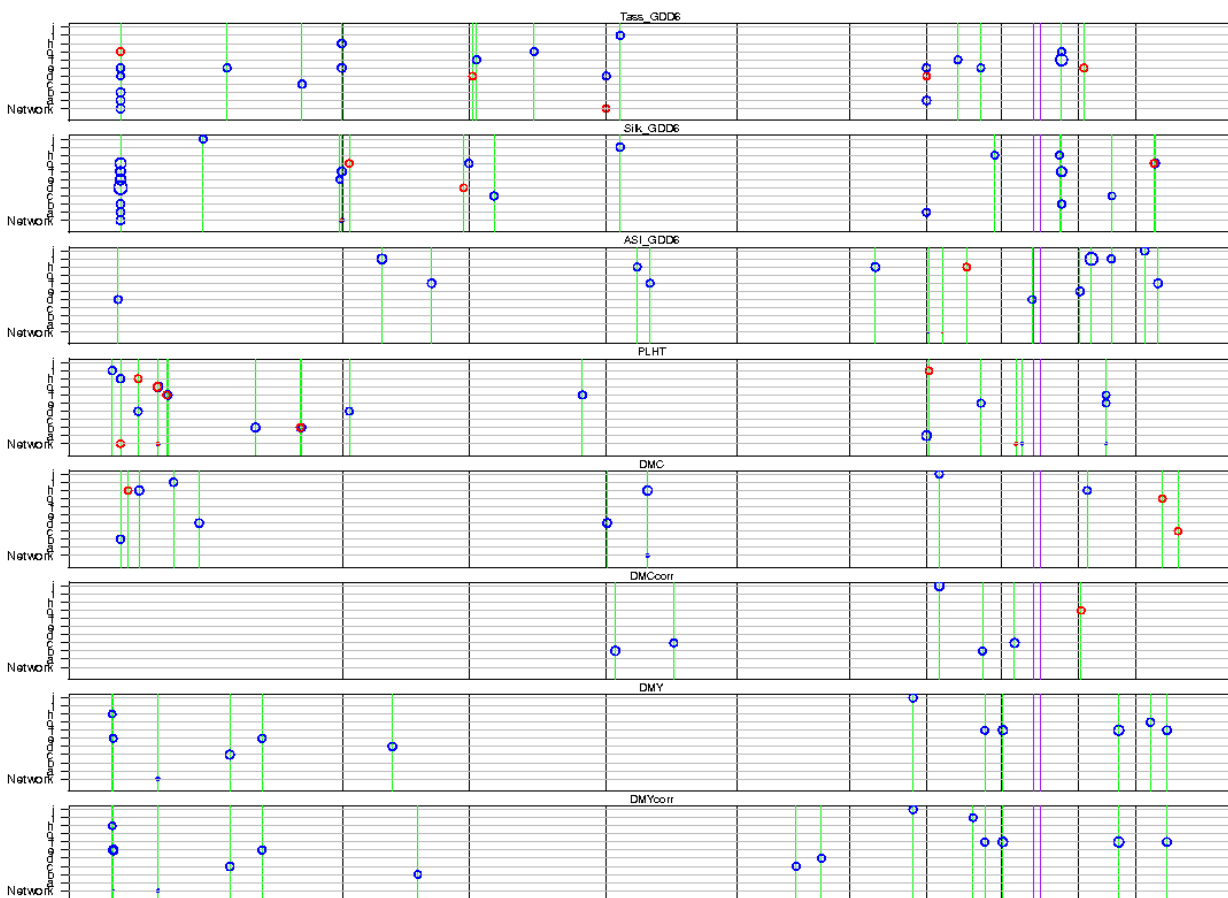 Tass_GDD6
j
i
h
g
f
e
d
c
b
a
Network
Silk_GDD6
j
i
h
g
f
e
d
c
b
a
Network
ASI_GDD6
j
i
h
g
f
e
d
c
b
a
Network
PLHT
j
i
h
g
f
e
d
c
b
a
Network
DMC
j
i
h
g
f
e
d
c
b
a
Network
DMCcorr
j
i
h
g
f
e
d
c
b
a
Network
DMY
j
i
h
g
f
e
d
c
b
a
Network
DMYcorr
j
i
h
g
f
e
d
c
b
a
Network